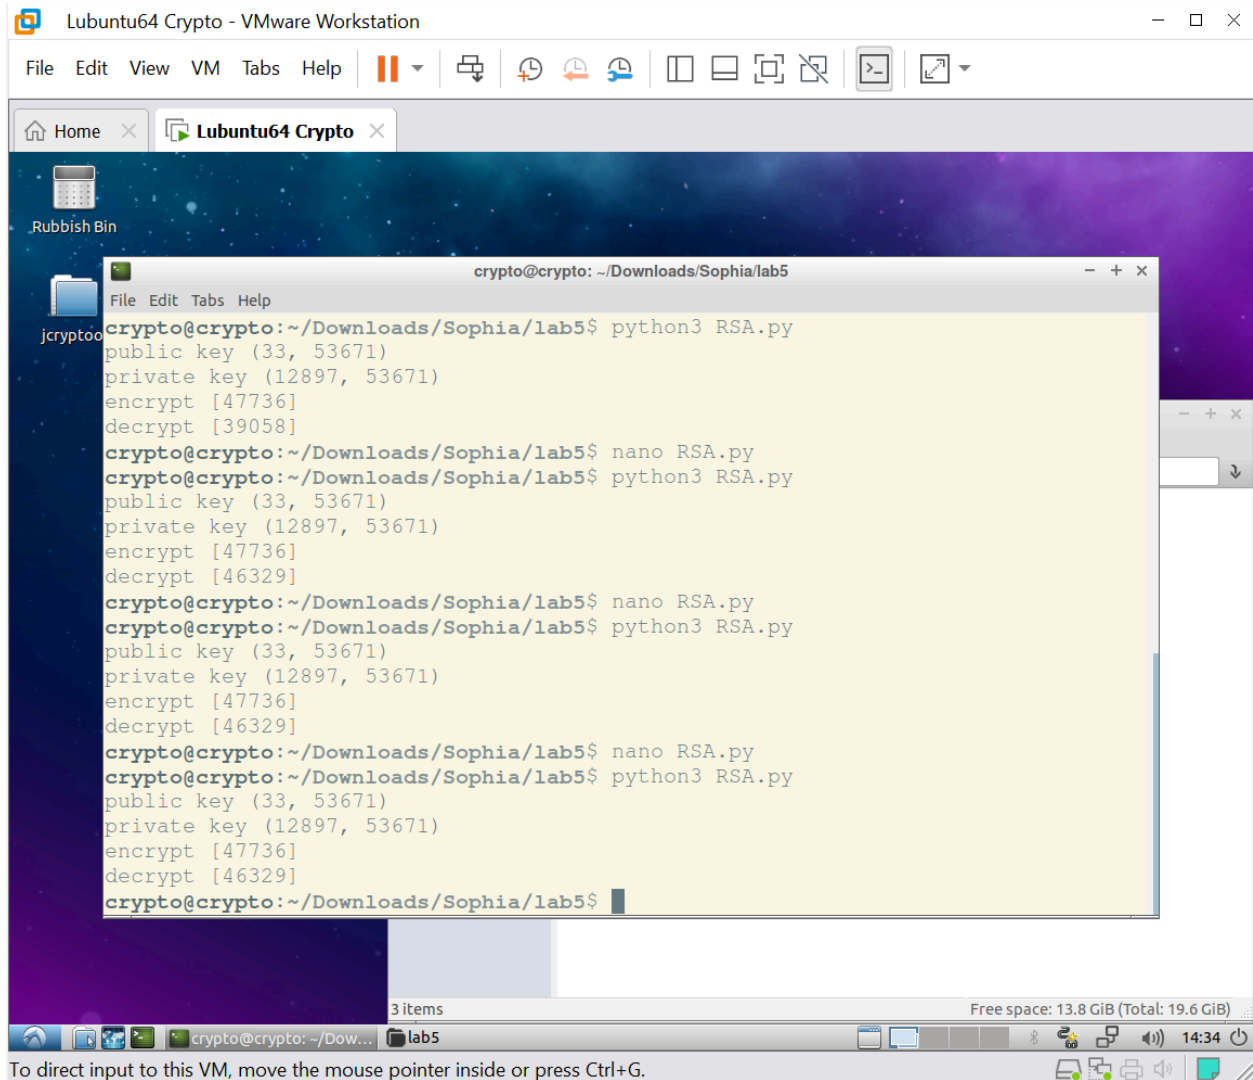 Lubuntu64 Crypto - VMware Workstation
File Edit View VM Tabs Help
Home Lubuntu64 Crypto
Rubbish Bin
jcryptoo
crypto@crypto: ~/Downloads/Sophia/lab5
File Edit Tabs Help
crypto@crypto:~/Downloads/Sophia/lab5$ python3 RSA.py
public key (33, 53671)
private key (12897, 53671)
encrypt [47736]
decrypt [39058]
crypto@crypto:~/Downloads/Sophia/lab5$ nano RSA.py
crypto@crypto:~/Downloads/Sophia/lab5$ python3 RSA.py
public key (33, 53671)
private key (12897, 53671)
encrypt [47736]
decrypt [46329]
crypto@crypto:~/Downloads/Sophia/lab5$ nano RSA.py
crypto@crypto:~/Downloads/Sophia/lab5$ python3 RSA.py
public key (33, 53671)
private key (12897, 53671)
encrypt [47736]
decrypt [46329]
crypto@crypto:~/Downloads/Sophia/lab5$ nano RSA.py
crypto@crypto:~/Downloads/Sophia/lab5$ python3 RSA.py
public key (33, 53671)
private key (12897, 53671)
encrypt [47736]
decrypt [46329]
crypto@crypto:~/Downloads/Sophia/lab5$
3 items Free space: 13.8 GiB (Total: 19.6 GiB)
crypto@crypto: ~/Dow... lab5 14:34
To direct input to this VM, move the mouse pointer inside or press Ctrl+G.